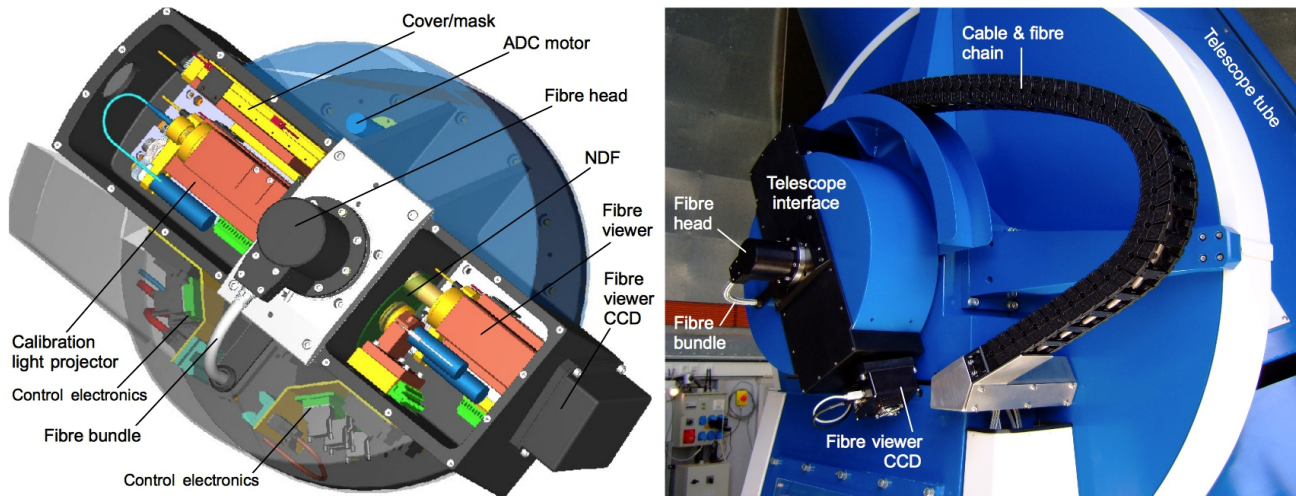 Cover/mask
ADC motor
Fibre head
NDF
Fibre
viewer
Fibre
viewer
CCD
Calibration
light projector
Control electronics
Fibre bundle
Control electronics
Cable & fibre
chain
Telescope tube
Telescope
interface
Fibre
head
Fibre
bundle
Fibre viewer
CCD